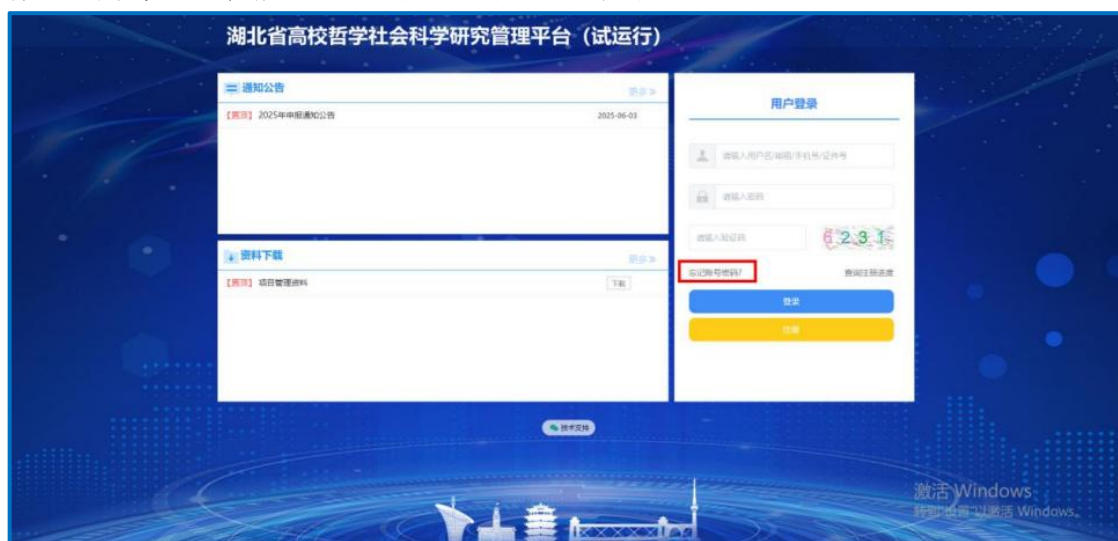 湖北省高校哲学社会科学研究管理平台（试运行）
通知公告
更多
【置顶】 2025年申报通知公告
2025-06-03
资料下载
更多
【置顶】 项目管理资料
下载
用户登录
请输入用户名/邮箱/手机号/证件号
请输入密码
请输入验证码
6231
忘记账号密码?
查询注册进度
登录
注册
技术支持
激活 Windows
转到"设置"以激活 Windows。